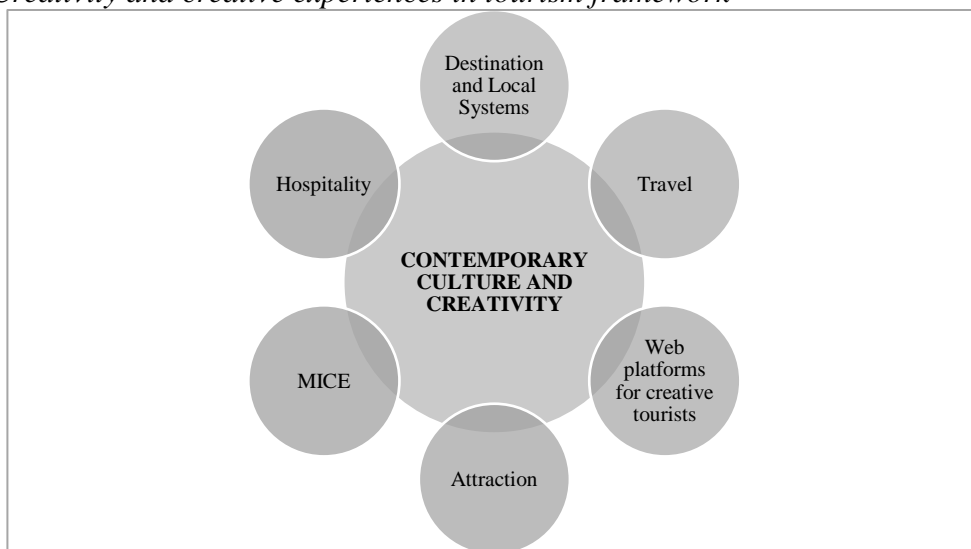 Creativity and creative experiences in tourism framework
Destination
and Local
Systems
Hospitality
Travel
CONTEMPORARY
CULTURE AND
CREATIVITY
MICE
Web
platforms
for creative
tourists
Attraction